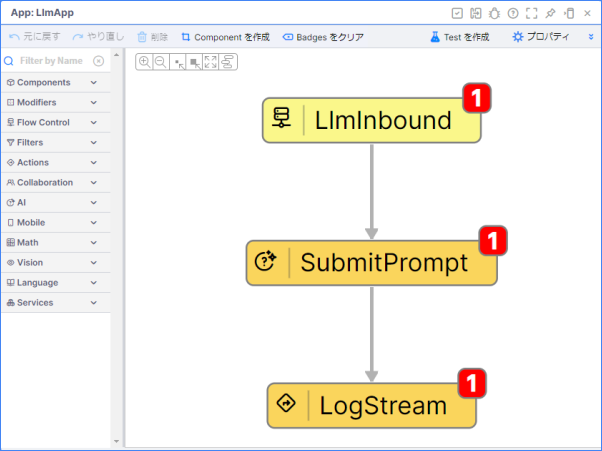 App: LlmApp
元に戻す やり直し 削除 Component を作成 Badges をクリア Test を作成 プロパティ
Filter by Name
Components
Modifiers
Flow Control
Filters
Actions
Collaboration
AI
Mobile
Math
Vision
Language
Services
1
LlmInbound
1
SubmitPrompt
1
LogStream